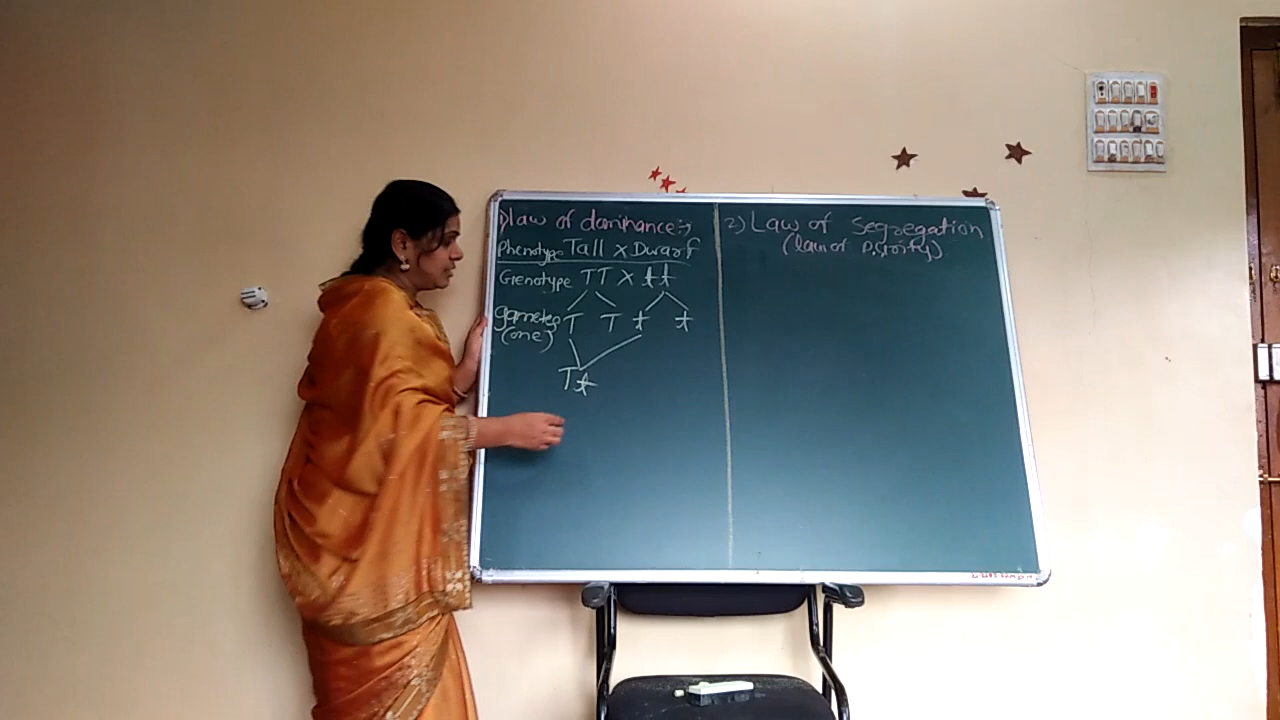 1) law of dominance:→
Phenotype Tall x Dwarf
Genotype TT x tt
gametes T T t t
(one)
Tt
2) Law of Segregation
(law of Purity)